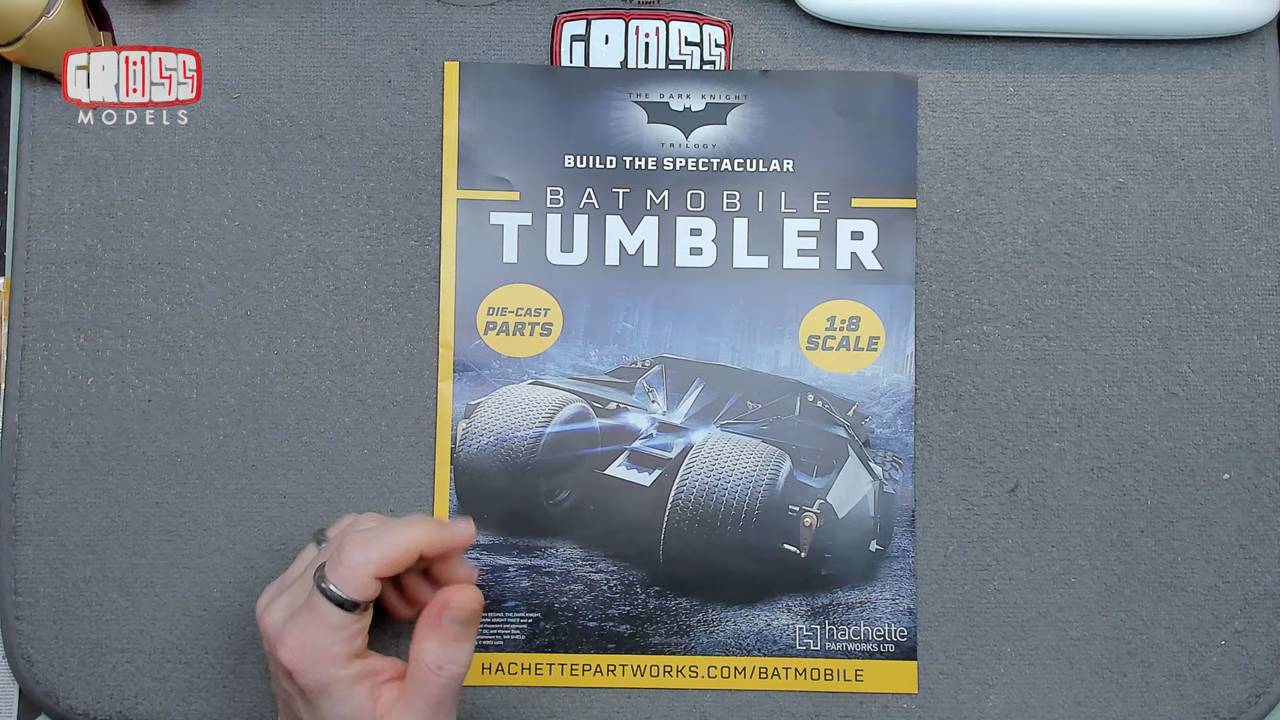 GROSS
MODELS
GROSS
THE DARK KNIGHT
TRILOGY
BUILD THE SPECTACULAR
BATMOBILE
TUMBLER
DIE-CAST
PARTS
1:8
SCALE
hachette
PARTWORKS LTD
HACHETTEPARTWORKS.COM/BATMOBILE